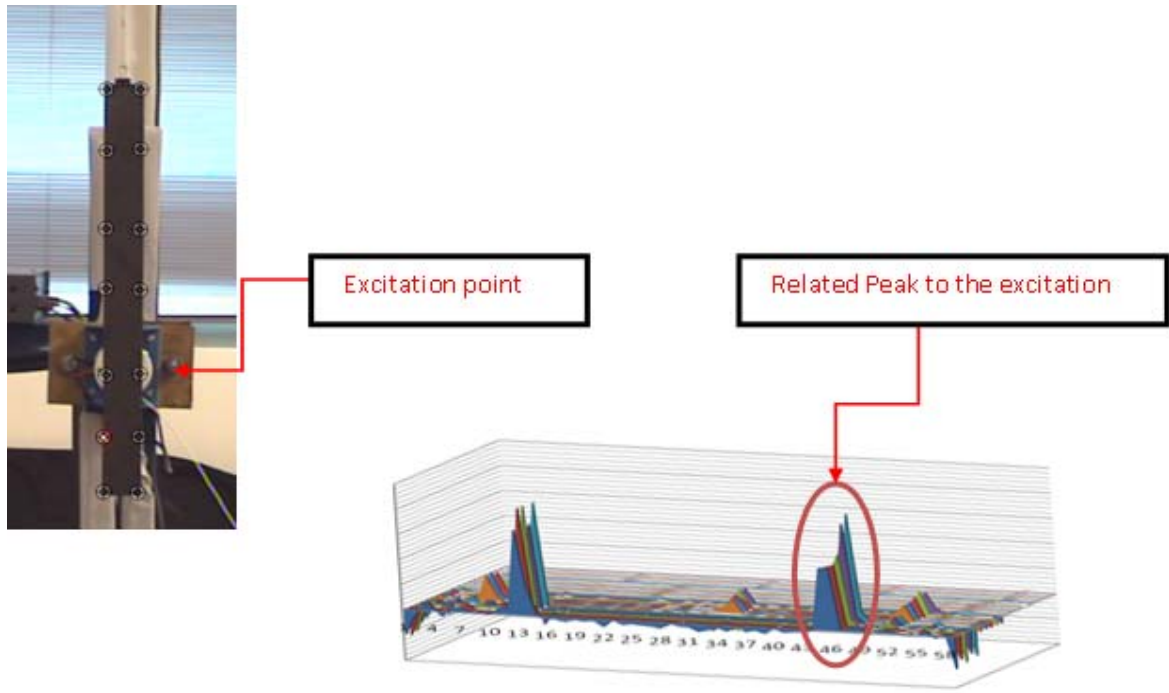 Excitation point
Related Peak to the excitation
4 7 10 13 16 19 22 25 28 31 34 37 40 46 49 52 55